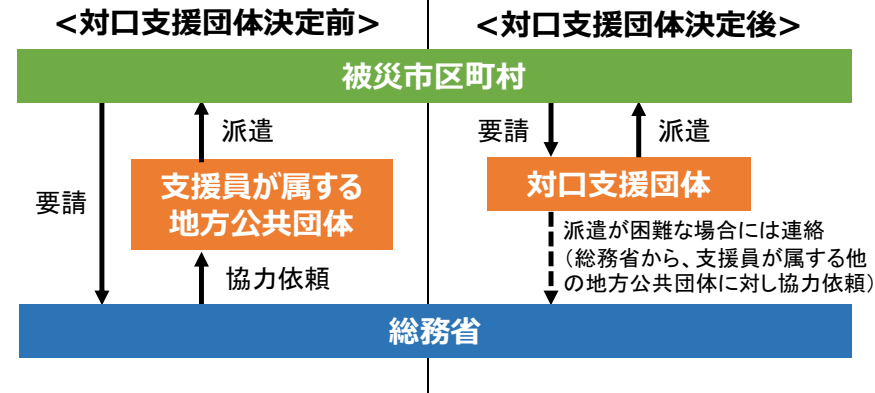 <対口支援団体決定前>
<対口支援団体決定後>
被災市区町村
派遣
要請
支援員が属する
地方公共団体
協力依頼
要請
派遣
対口支援団体
派遣が困難な場合には連絡
（総務省から、支援員が属する他
の地方公共団体に対し協力依頼）
総務省